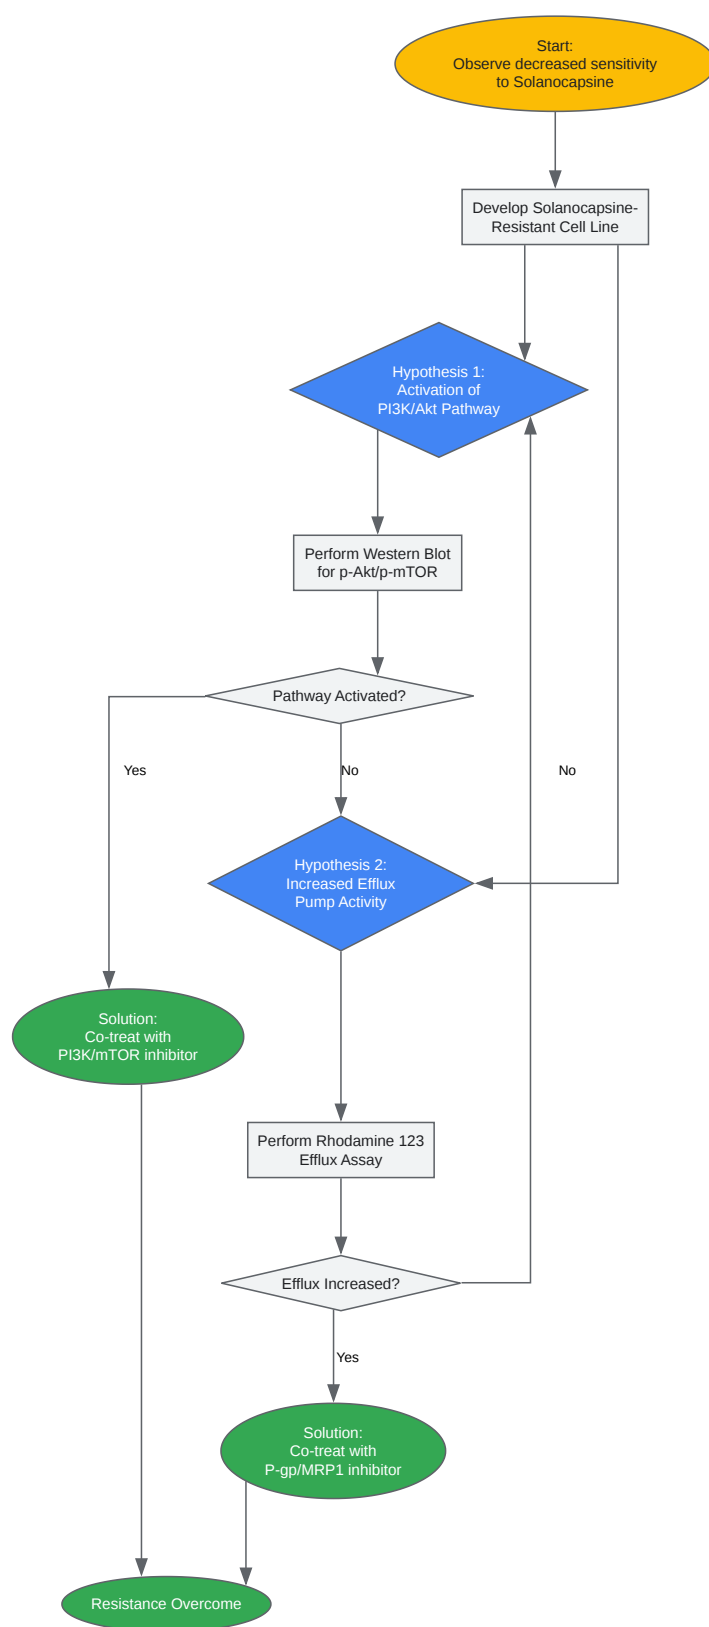 Start:
Observe decreased sensitivity
to Solanocapsine
Develop Solanocapsine-
Resistant Cell Line
Hypothesis 1:
Activation of
PI3K/Akt Pathway
Perform Western Blot
for p-Akt/p-mTOR
Pathway Activated?
Yes
No
No
Hypothesis 2:
Increased Efflux
Pump Activity
Solution:
Co-treat with
PI3K/mTOR inhibitor
Perform Rhodamine 123
Efflux Assay
Efflux Increased?
Yes
Solution:
Co-treat with
P-gp/MRP1 inhibitor
Resistance Overcome